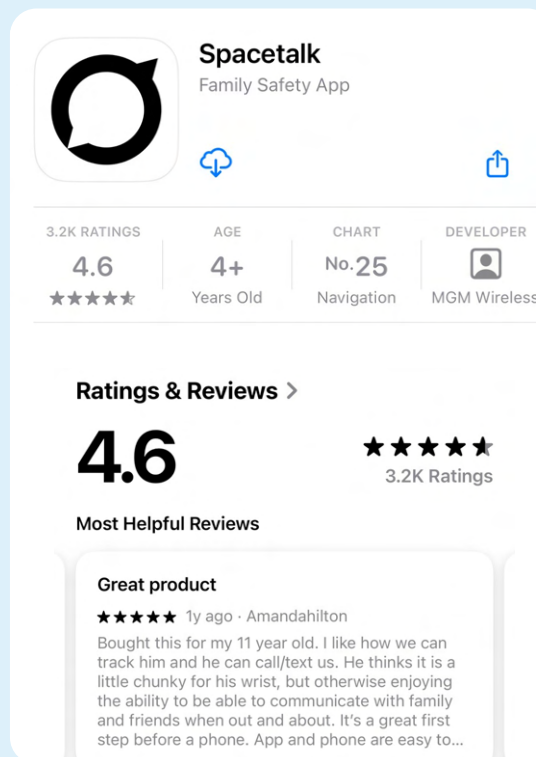 Spacetalk
Family Safety App
3.2K RATINGS
4.6
AGE
4+
Years Old
CHART
No.25
Navigation
DEVELOPER
MGM Wireless
Ratings & Reviews
4.6
3.2K Ratings
Most Helpful Reviews
Great product
1y ago · Amandahilton
Bought this for my 11 year old. I like how we can
track him and he can call/text us. He thinks it is a
little chunky for his wrist, but otherwise enjoying
the ability to be able to communicate with family
and friends when out and about. It's a great first
step before a phone. App and phone are easy to...